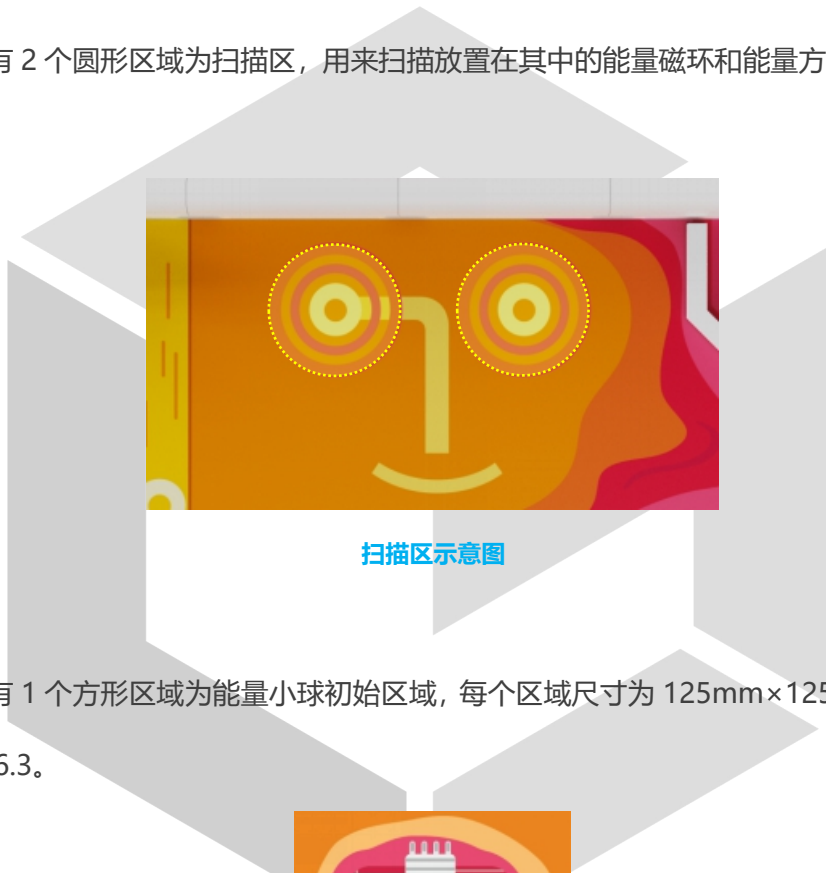 有 2 个圆形区域为扫描区，用来扫描放置在其中的能量磁环和能量方
扫描区示意图
有 1 个方形区域为能量小球初始区域，每个区域尺寸为 125mm×125
6.3。